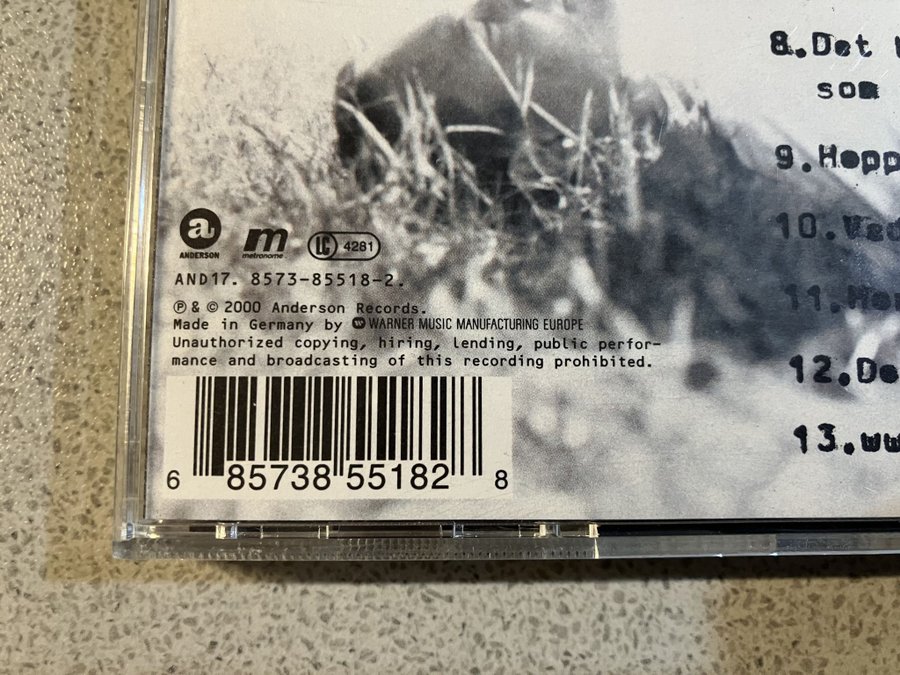 8.Det
som
9.Hopp
10.Vad
11.
12.De
13.ww
a
ANDERSON
m
metronome
LC 4281
AND17. 8573-85518-2.
℗ & © 2000 Anderson Records.
Made in Germany by WARNER MUSIC MANUFACTURING EUROPE
Unauthorized copying, hiring, lending, public perfor-
mance and broadcasting of this recording prohibited.
6 85738 55182 8